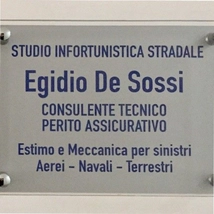 STUDIO INFORTUNISTICA STRADALE
Egidio De Sossi
CONSULENTE TECNICO
PERITO ASSICURATIVO
Estimo e Meccanica per sinistri
Aerei – Navali – Terrestri